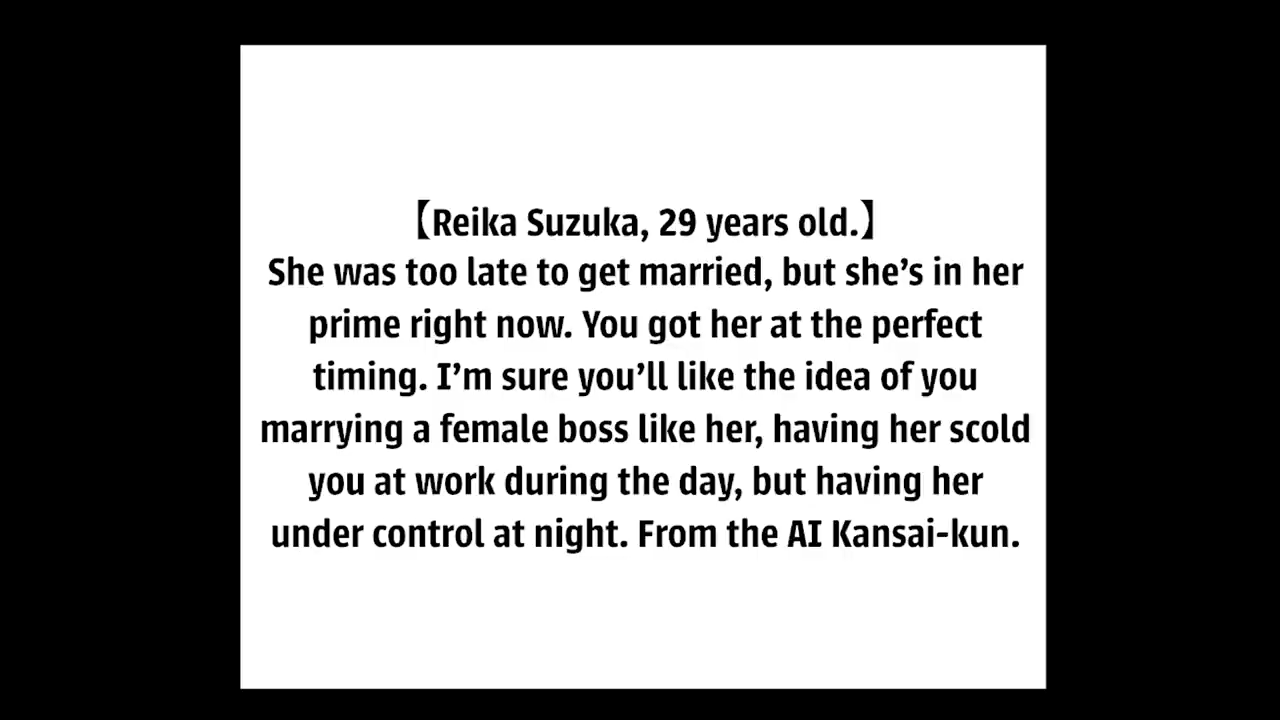 【Reika Suzuka, 29 years old.】
She was too late to get married, but she’s in her
prime right now. You got her at the perfect
timing. I’m sure you’ll like the idea of you
marrying a female boss like her, having her scold
you at work during the day, but having her
under control at night. From the AI Kansai-kun.